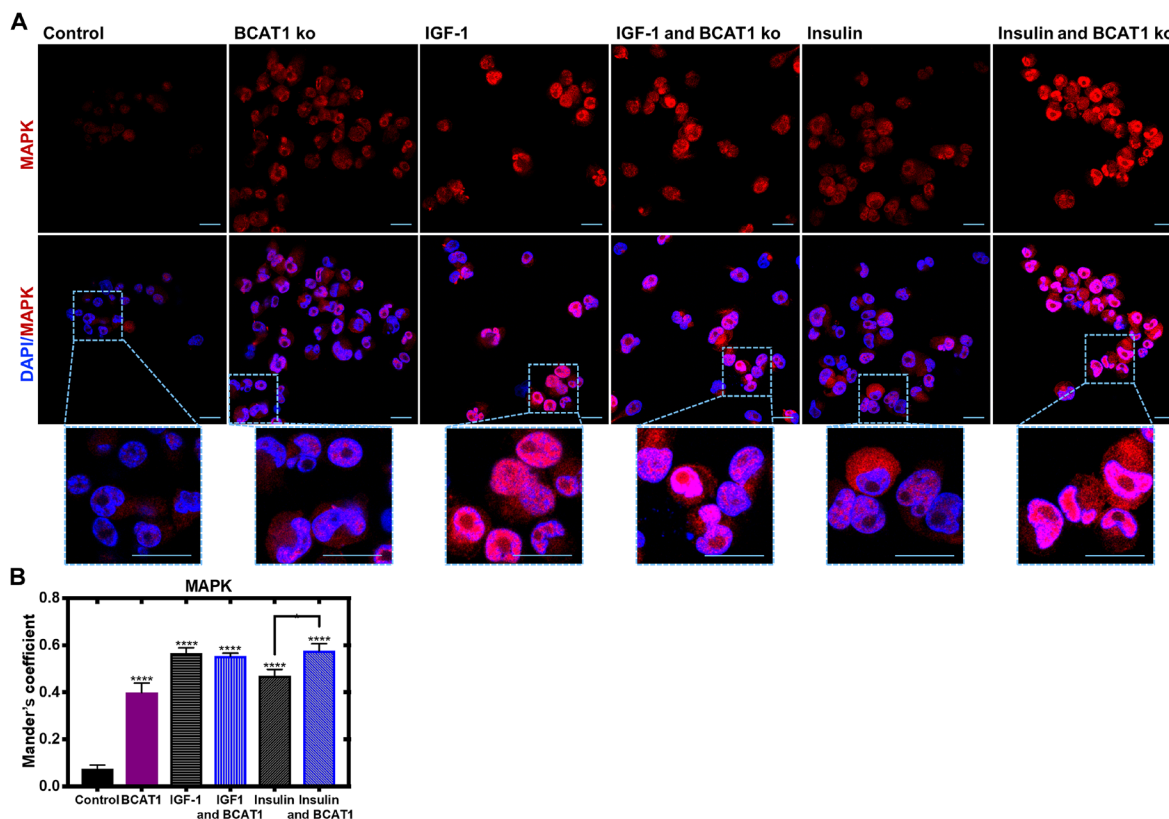 A
Control
BCAT1 ko
IGF-1
IGF-1 and BCAT1 ko
Insulin
Insulin and BCAT1 ko
MAPK
DAPI/MAPK
B
MAPK
Mander's coefficient
0.8
0.6
0.4
0.2
0.0
****
****
****
****
****
*
Control
BCAT1
IGF-1
IGF1
and BCAT1
Insulin
Insulin
and BCAT1